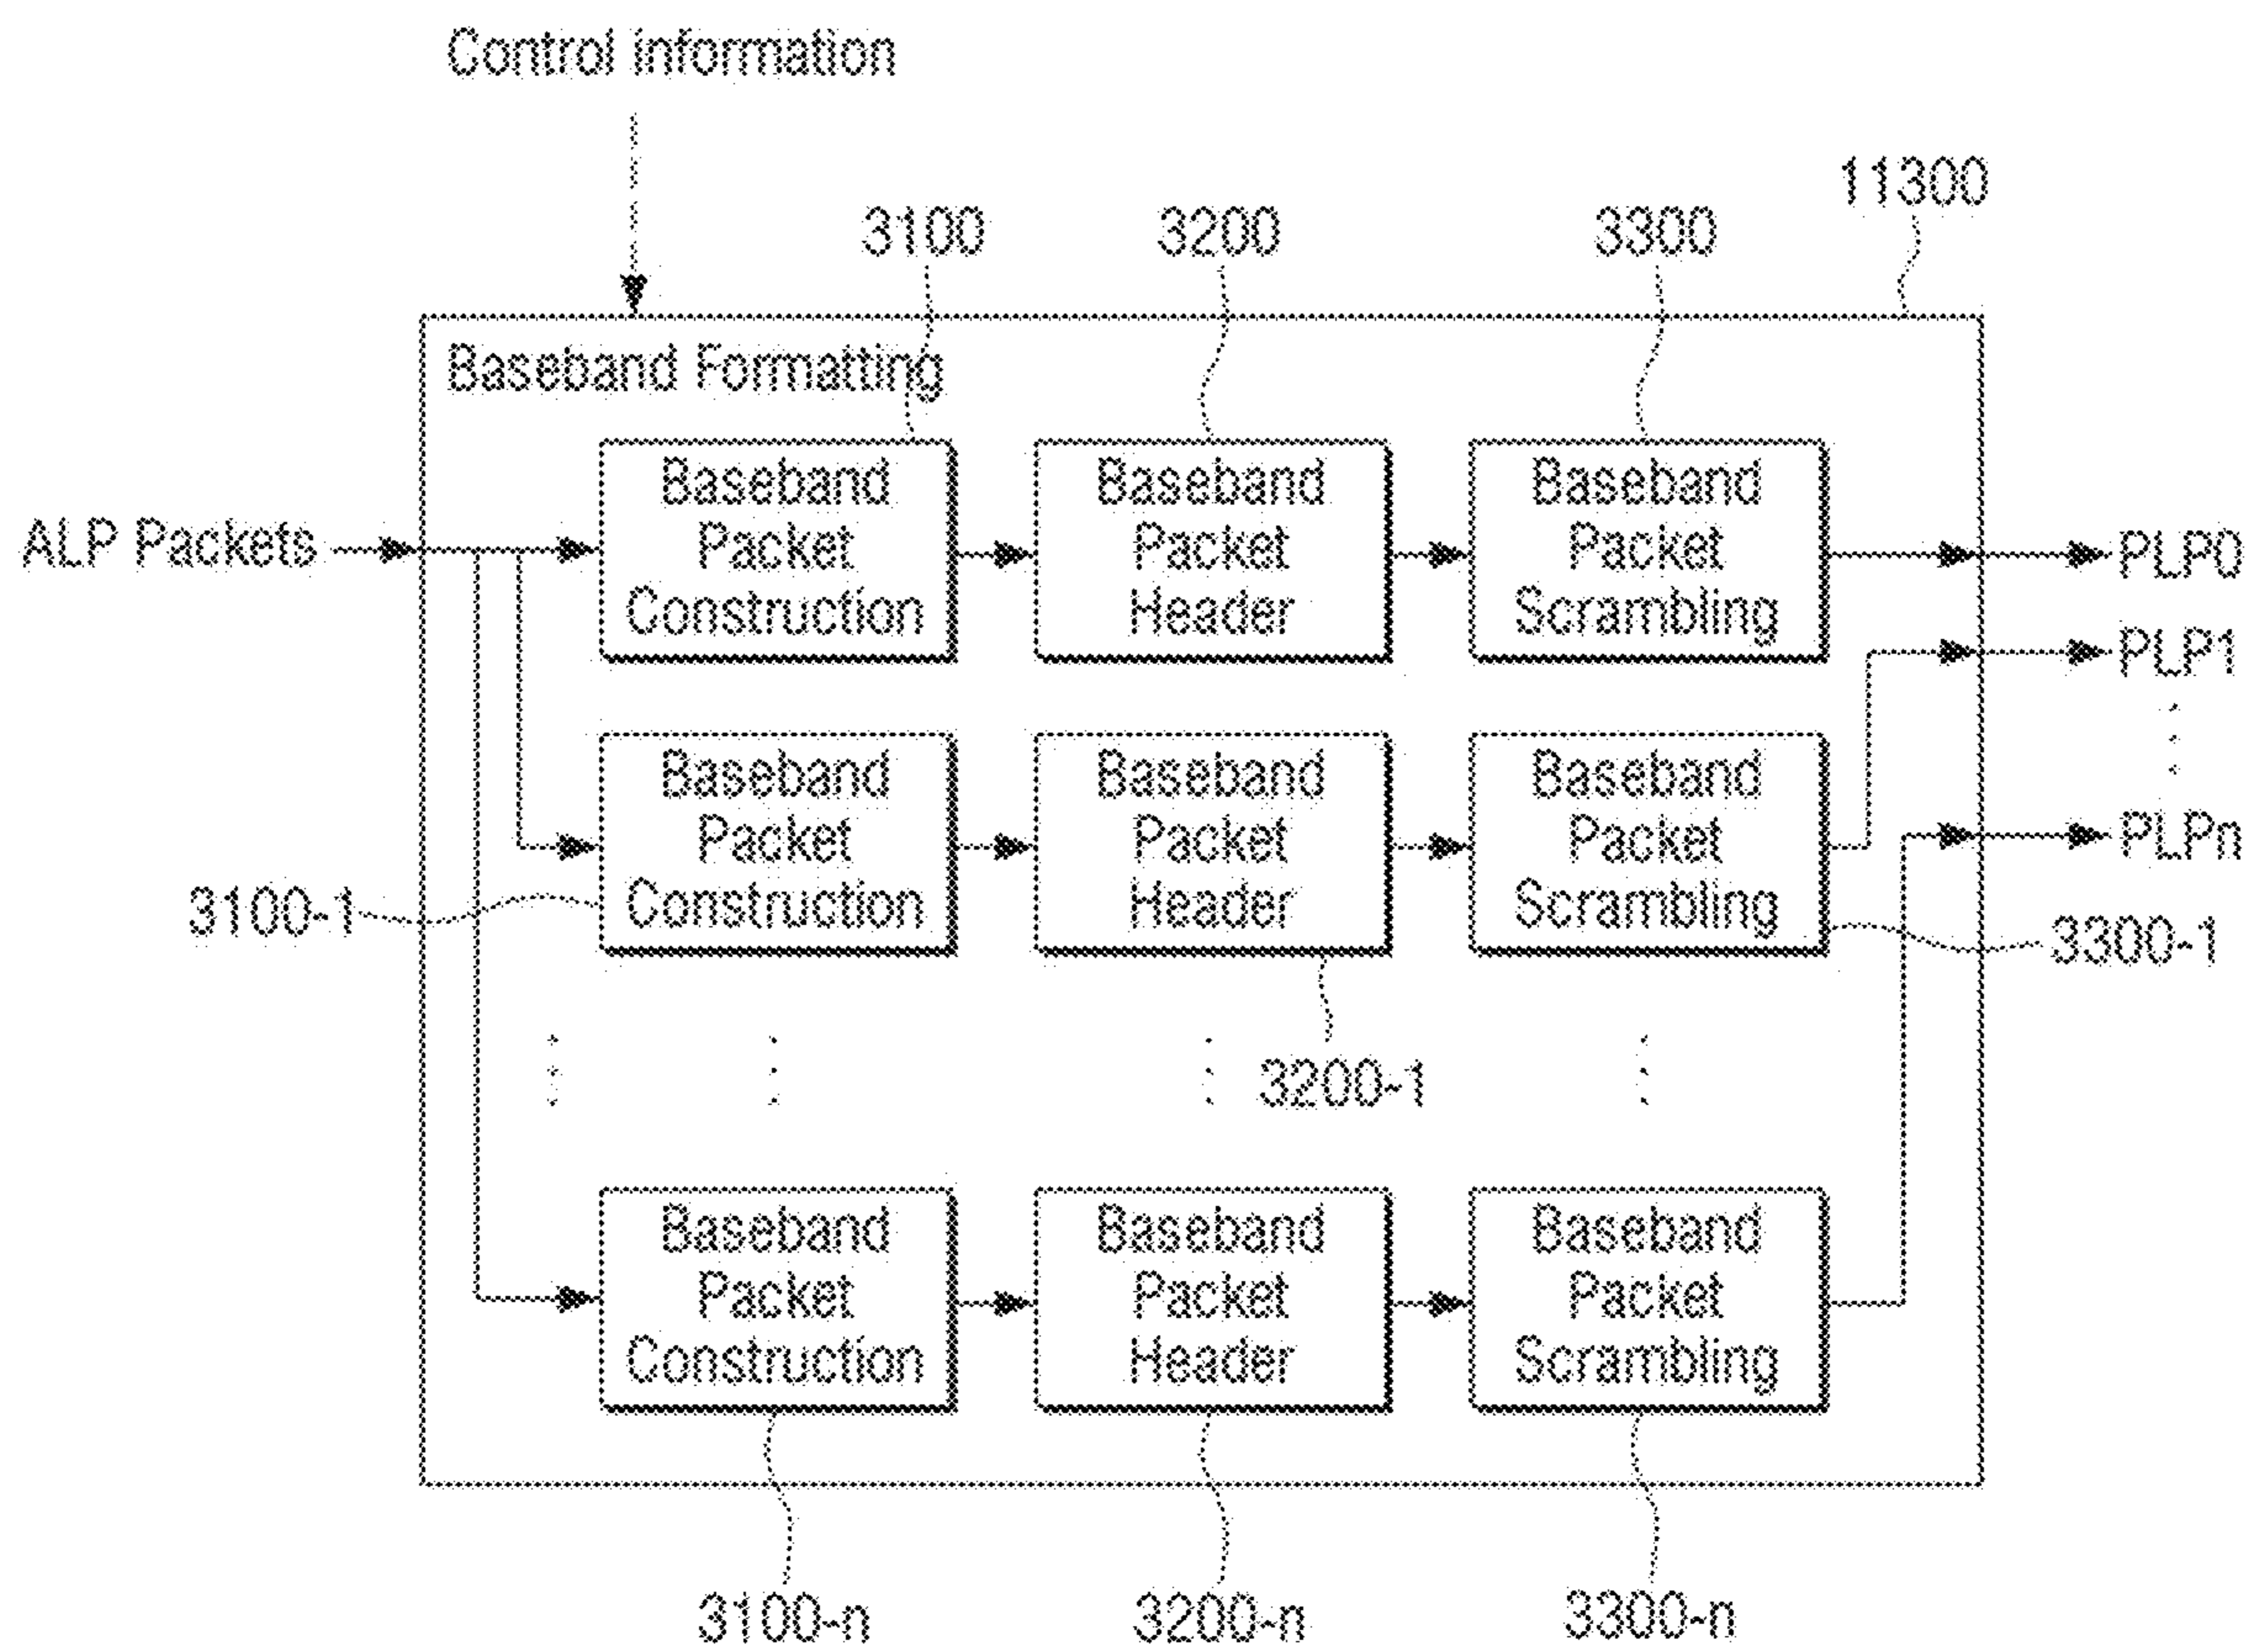 Control information
11300
3100
3200
3300
Baseband Formatting
Baseband
Packet
Construction
Baseband
Packet
Header
Baseband
Packet
Scrambling
ALP Packets
PLP0
PLP1
PLPn
Baseband
Packet
Construction
Baseband
Packet
Header
Baseband
Packet
Scrambling
3100-1
3300-1
3200-1
Baseband
Packet
Construction
Baseband
Packet
Header
Baseband
Packet
Scrambling
3100-n
3200-n
3300-n